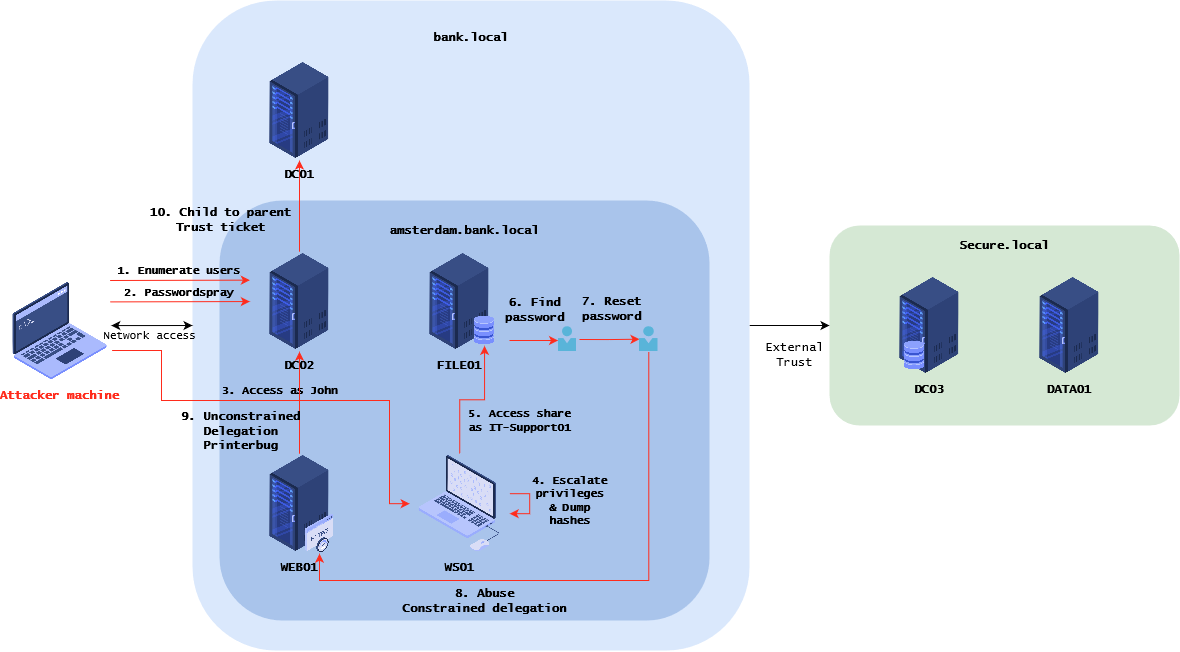 bank.local
DC01
10. Child to parent
Trust ticket
amsterdam.bank.local
1. Enumerate users
2. Passwordspray
Network access
Attacker machine
DC02
FILE01
6. Find
password
7. Reset
password
3. Access as John
9. Unconstrained
Delegation
Printerbug
5. Access share
as IT-Support01
4. Escalate
privileges
& Dump
hashes
WEB01
WS01
8. Abuse
Constrained delegation
External
Trust
Secure.local
DC03
DATA01